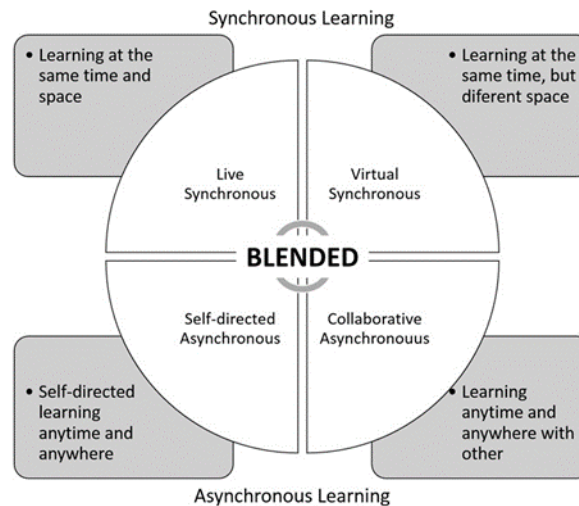 Synchronous Learning
• Learning at the
same time and
space
• Learning at the
same time, but
diferent space
Live
Synchronous
Virtual
Synchronous
BLENDED
Self-directed
Asynchronous
Collaborative
Asynchronouus
• Self-directed
learning
anytime and
anywhere
• Learning
anytime and
anywhere with
other
Asynchronous Learning